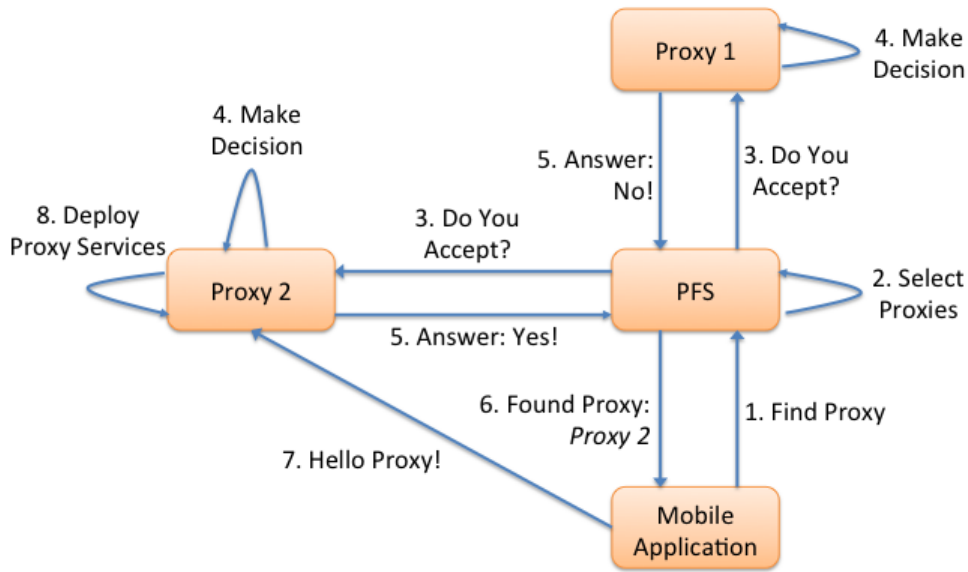 Proxy 1
4. Make
Decision
4. Make
Decision
5. Answer:
No!
3. Do You
Accept?
8. Deploy
Proxy Services
3. Do You
Accept?
Proxy 2
PFS
2. Select
Proxies
5. Answer: Yes!
6. Found Proxy:
Proxy 2
1. Find Proxy
7. Hello Proxy!
Mobile
Application